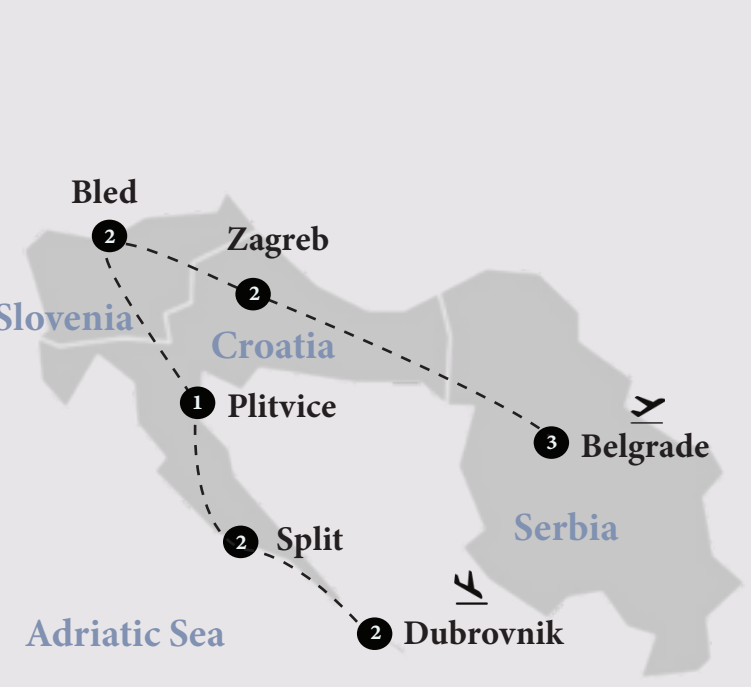 Bled
2
Zagreb
2
Slovenia
Croatia
1 Plitvice
3 Belgrade
Serbia
2 Split
Adriatic Sea
2 Dubrovnik